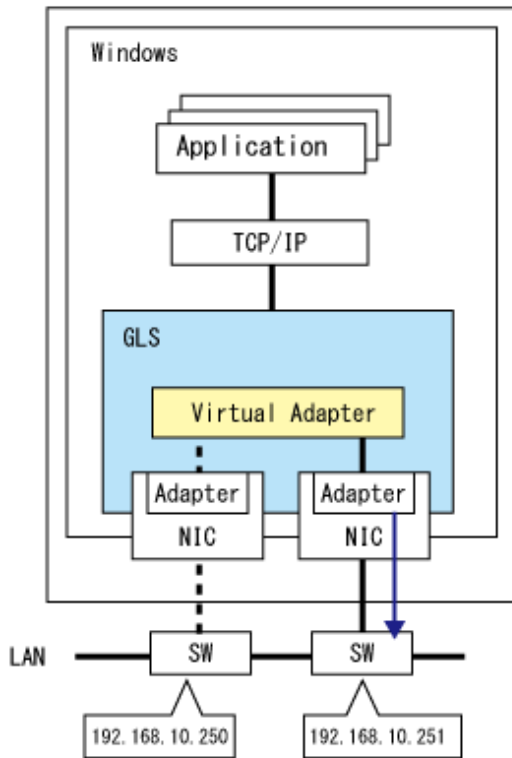 Windows
Application
TCP/IP
GLS
Virtual Adapter
Adapter
Adapter
NIC
NIC
LAN
SW
SW
192.168.10.250
192.168.10.251